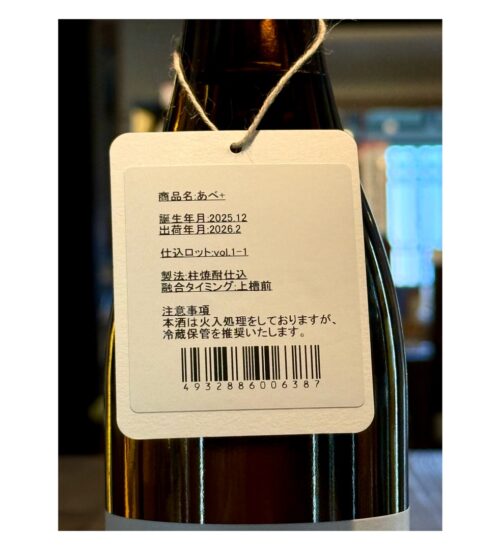 商品名:あべ+
誕生年月:2025.12
出荷年月:2026.2
仕込ロット:vol.1-1
製法:柱焼酎仕込
融合タイミング:上槽前
注意事項
本酒は火入処理をしておりますが、
冷蔵保管を推奨いたします。
4932886006387